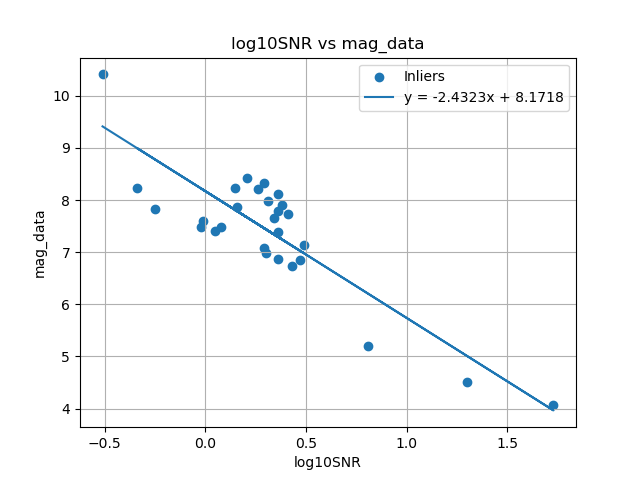 log10SNR vs mag_data
Inliers
y = -2.4323x + 8.1718
10
9
8
7
6
5
4
mag_data
−0.5 0.0 0.5 1.0 1.5
log10SNR